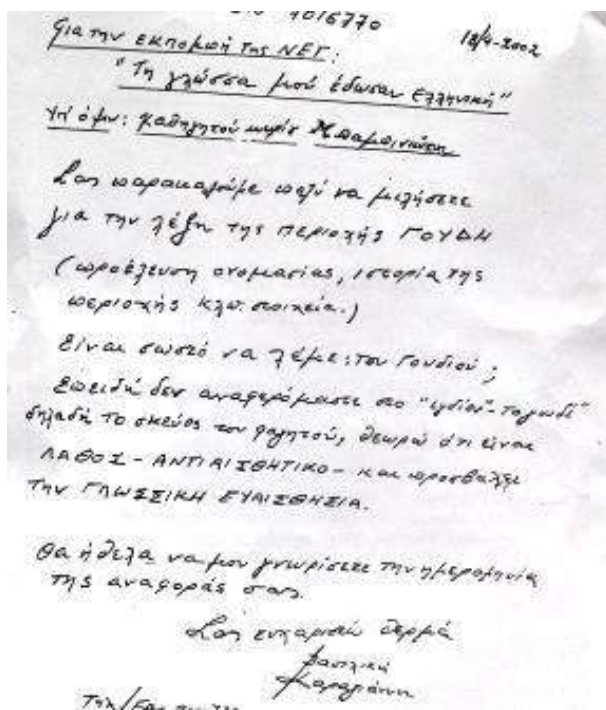 4016770
18/4-2002
Για την εκπομπή της ΝΕΤ:
"Τη γλώσσα μού έδωσαν Ελληνική"
Υπ' όψιν: καθηγητού κυρίου Μπαμπινιώτη
Σας παρακαλούμε πολύ να μιλήσετε
για την λέξη της περιοχής ΓΟΥΔΗ
(προέλευση ονομασίας, ιστορία της
περιοχής κλπ. στοιχεία.)
Είναι σωστό να λέμε: του Γουδιού;
Επειδή δεν αναφερόμαστε στο "ιγδίον" - το γουδί"
δηλαδή το σκεύος του φαγητού, θεωρώ ότι είναι
ΛΑΘΟΣ - ΑΝΤΙΑΙΣΘΗΤΙΚΟ - και προσβάλλει
την ΓΛΩΣΣΙΚΗ ΕΥΑΙΣΘΗΣΙΑ.
Θα ήθελα να μου γνωρίσετε την ημερομηνία
της αναφοράς σας.
Σας ευχαριστώ θερμά
Βασιλική